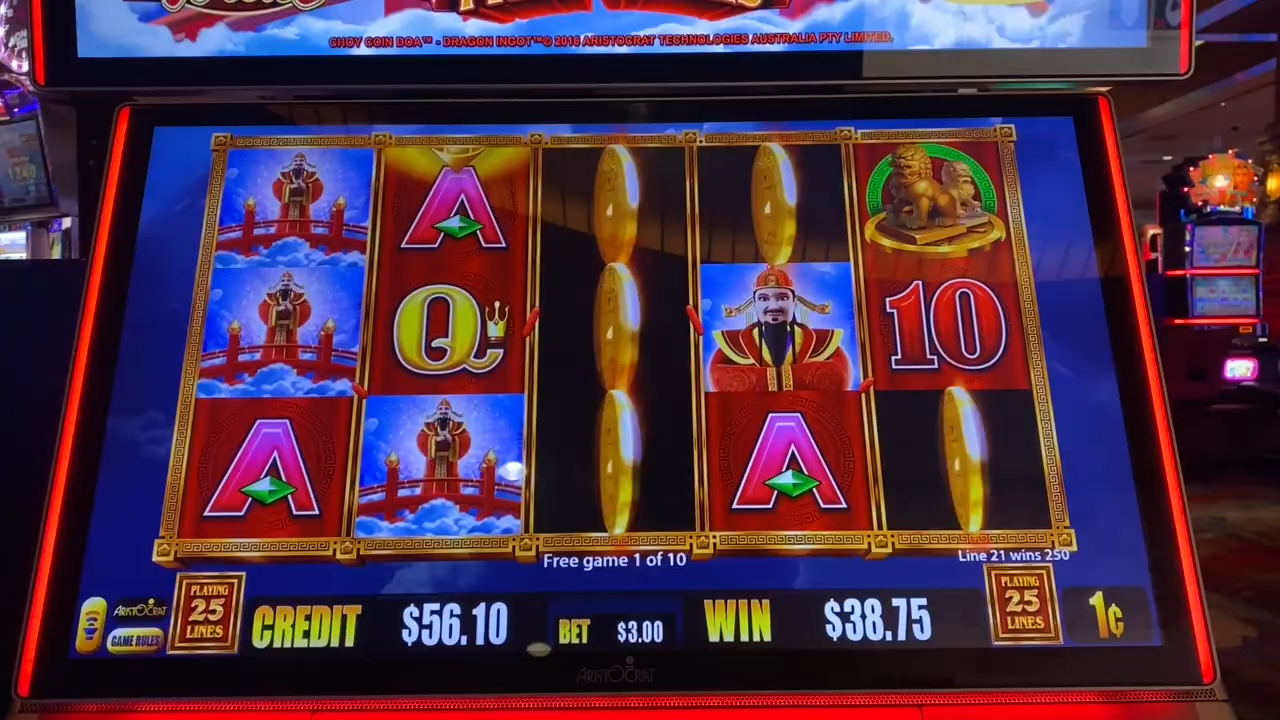 CHOY COIN DOA™ - DRAGON INGOT™© 2016 ARISTOCRAT TECHNOLOGIES AUSTRALIA PTY LIMITED.
A
Q
10
A
A
Free game 1 of 10
Line 21 wins 250
ARISTOCRAT
GAME RULES
PLAYING
25
LINES
CREDIT
$56.10
BET
$3.00
WIN
$38.75
PLAYING
25
LINES
1¢
ARISTOCRAT